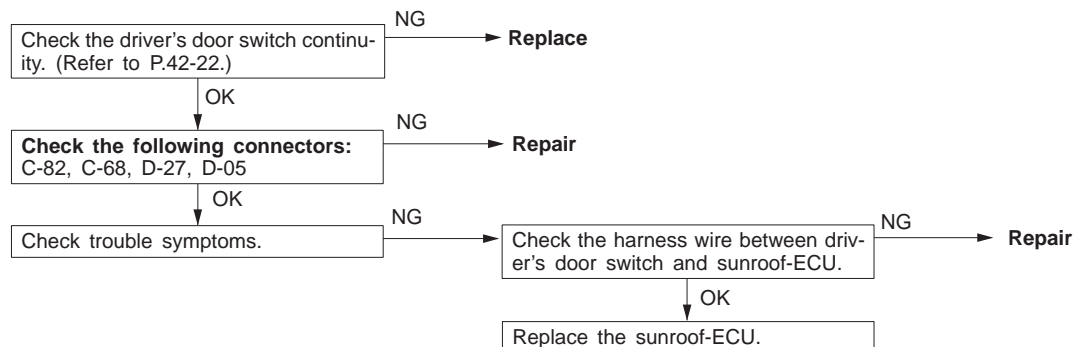 Check the driver's door switch continu-
ity. (Refer to P.42-22.)
NG
Replace
OK
Check the following connectors:
C-82, C-68, D-27, D-05
NG
Repair
OK
Check trouble symptoms.
NG
Check the harness wire between driv-
er's door switch and sunroof-ECU.
NG
Repair
OK
Replace the sunroof-ECU.